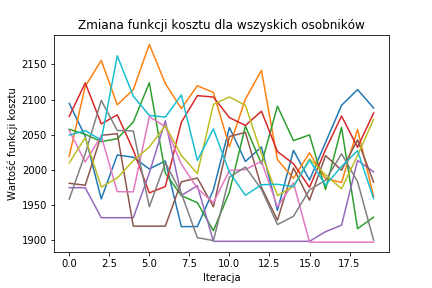 Zmiana funkcji kosztu dla wszyskich osobników
Wartość funkcji kosztu
2150
2100
2050
2000
1950
1900
0.0 2.5 5.0 7.5 10.0 12.5 15.0 17.5
Iteracja